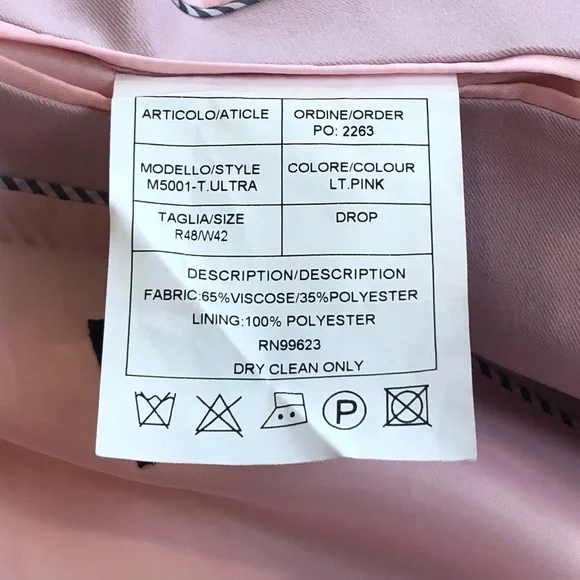 ARTICOLO/ATICLE
ORDINE/ORDER
PO: 2263
MODELLO/STYLE
M5001-T.ULTRA
COLORE/COLOUR
LT.PINK
TAGLIA/SIZE
R48/W42
DROP
DESCRIPTION/DESCRIPTION
FABRIC:65%VISCOSE/35%POLYESTER
LINING:100% POLYESTER
RN99623
DRY CLEAN ONLY
P